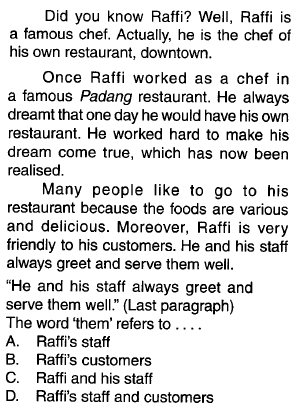 Did you know Raffi? Well, Raffi is
a famous chef. Actually, he is the chef of
his own restaurant, downtown.
Once Raffi worked as a chef in
a famous Padang restaurant. He always
dreamt that one day he would have his own
restaurant. He worked hard to make his
dream come true, which has now been
realised.
Many people like to go to his
restaurant because the foods are various
and delicious. Moreover, Raffi is very
friendly to his customers. He and his staff
always greet and serve them well.
"He and his staff always greet and
serve them well." (Last paragraph)
The word 'them' refers to . . . .
A. Raffi's staff
B. Raffi's customers
C. Raffi and his staff
D. Raffi's staff and customers